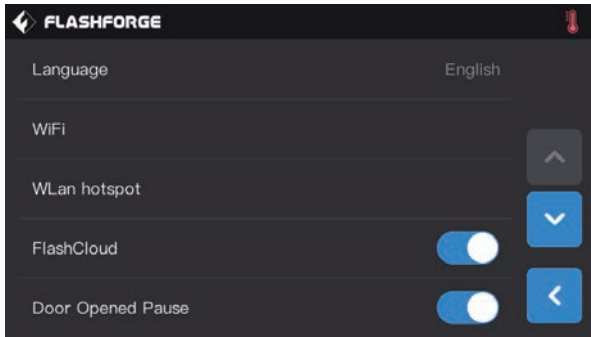 FLASHFORGE
Language English
WiFi
WLan hotspot
FlashCloud
Door Opened Pause